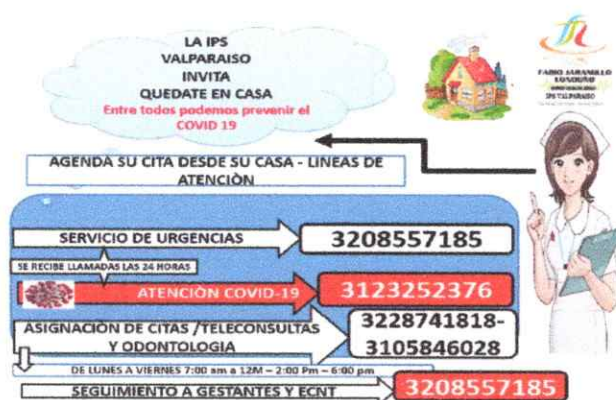 LA IPS
VALPARAISO
INVITA
QUEDATE EN CASA
Entre todos podemos prevenir el
COVID 19
FABIO JARAMILLO
LONDOÑO
IPS VALPARAISO
AGENDA SU CITA DESDE SU CASA - LINEAS DE
ATENCIÒN
SERVICIO DE URGENCIAS
3208557185
SE RECIBE LLAMADAS LAS 24 HORAS
ATENCIÒN COVID-19
3123252376
ASIGNACIÒN DE CITAS /TELECONSULTAS
Y ODONTOLOGIA
3228741818-
3105846028
DE LUNES A VIERNES 7:00 am a 12M – 2:00 Pm – 6:00 pm
SEGUIMIENTO A GESTANTES Y ECNT
3208557185